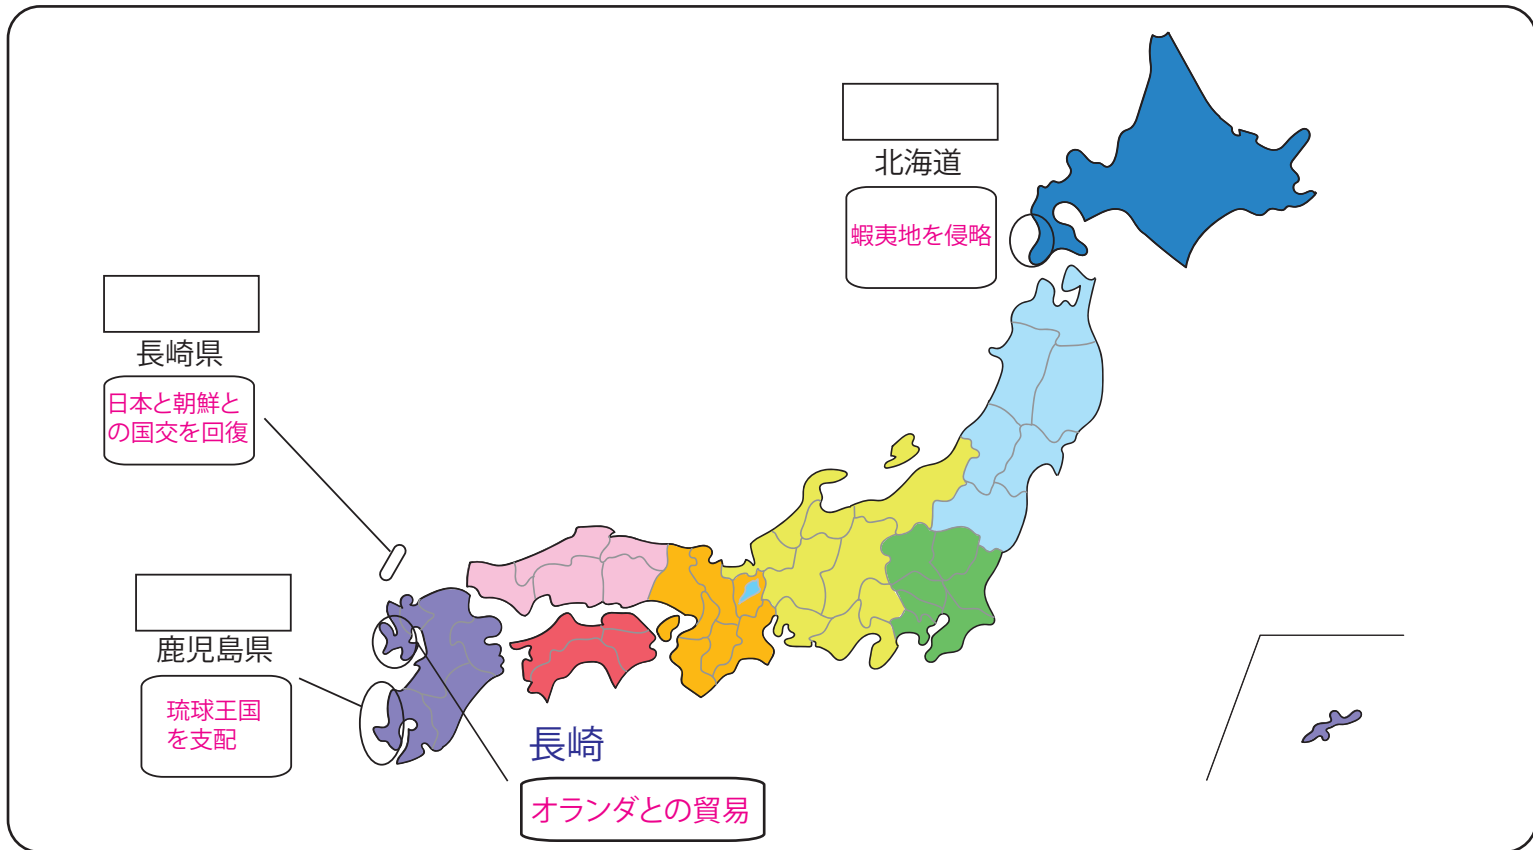 北海道
蝦夷地を侵略
長崎県
日本と朝鮮と
の国交を回復
鹿児島県
琉球王国
を支配
長崎
オランダとの貿易